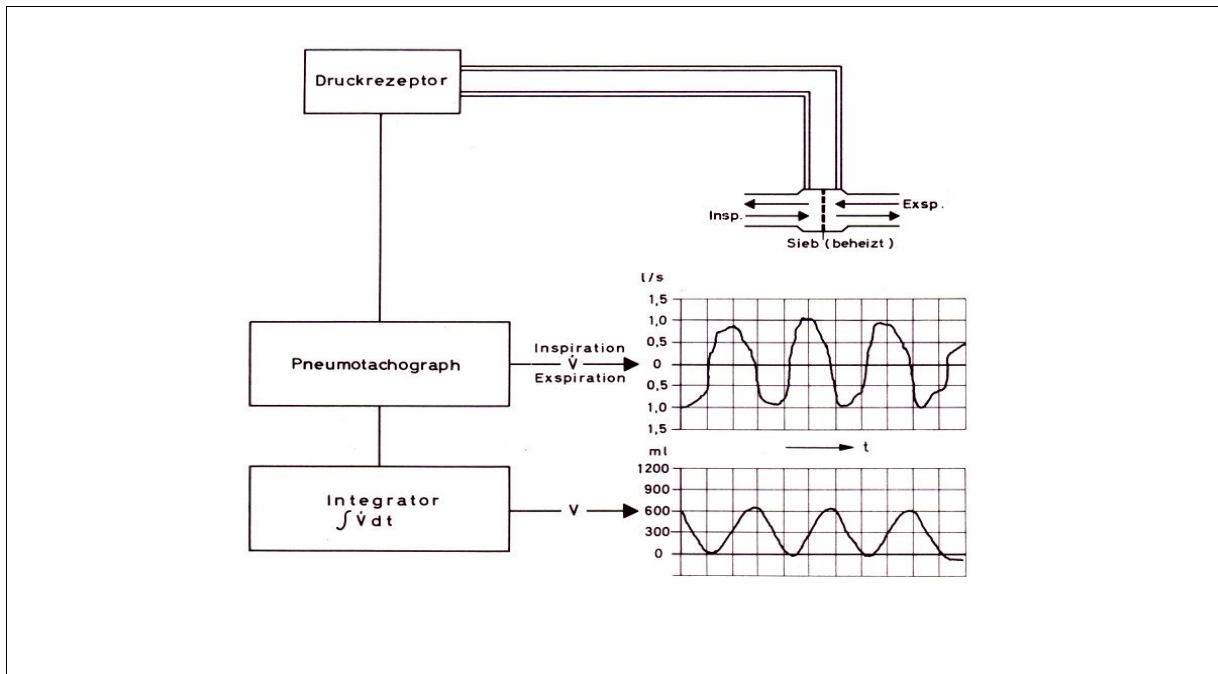 Druckrezeptor
Insp.
Exsp.
Sieb (beheizt)
Pneumotachograph
Inspiration
V̇
Exspiration
l/s
1,5
1,0
0,5
0
0,5
1,0
1,5
t
Integrator
∫V̇dt
V
ml
1200
900
600
300
0